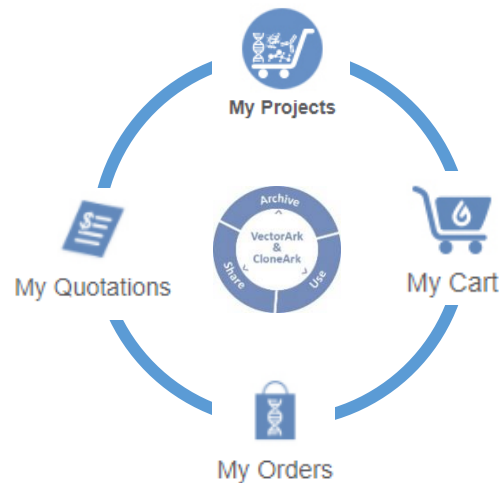 My Projects
Archive
VectorArk
&
CloneArk
Share
Use
My Quotations
My Cart
My Orders